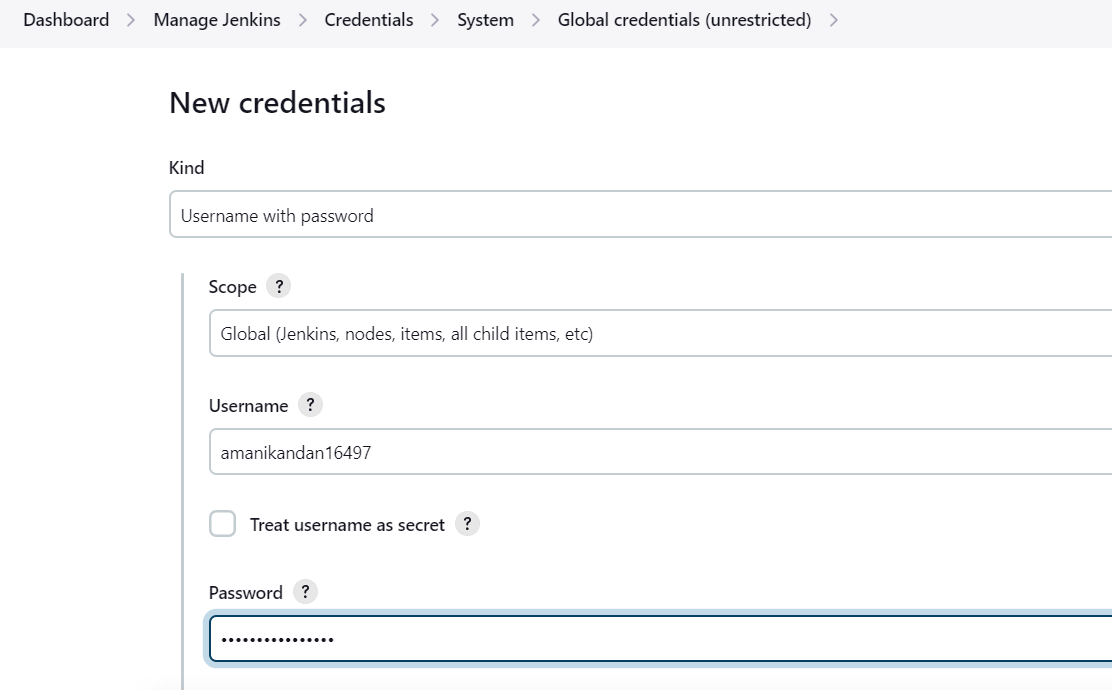 Dashboard > Manage Jenkins > Credentials > System > Global credentials (unrestricted) >
New credentials
Kind
Username with password
Scope ?
Global (Jenkins, nodes, items, all child items, etc)
Username ?
amanikandan16497
Treat username as secret ?
Password ?
••••••••••••••••